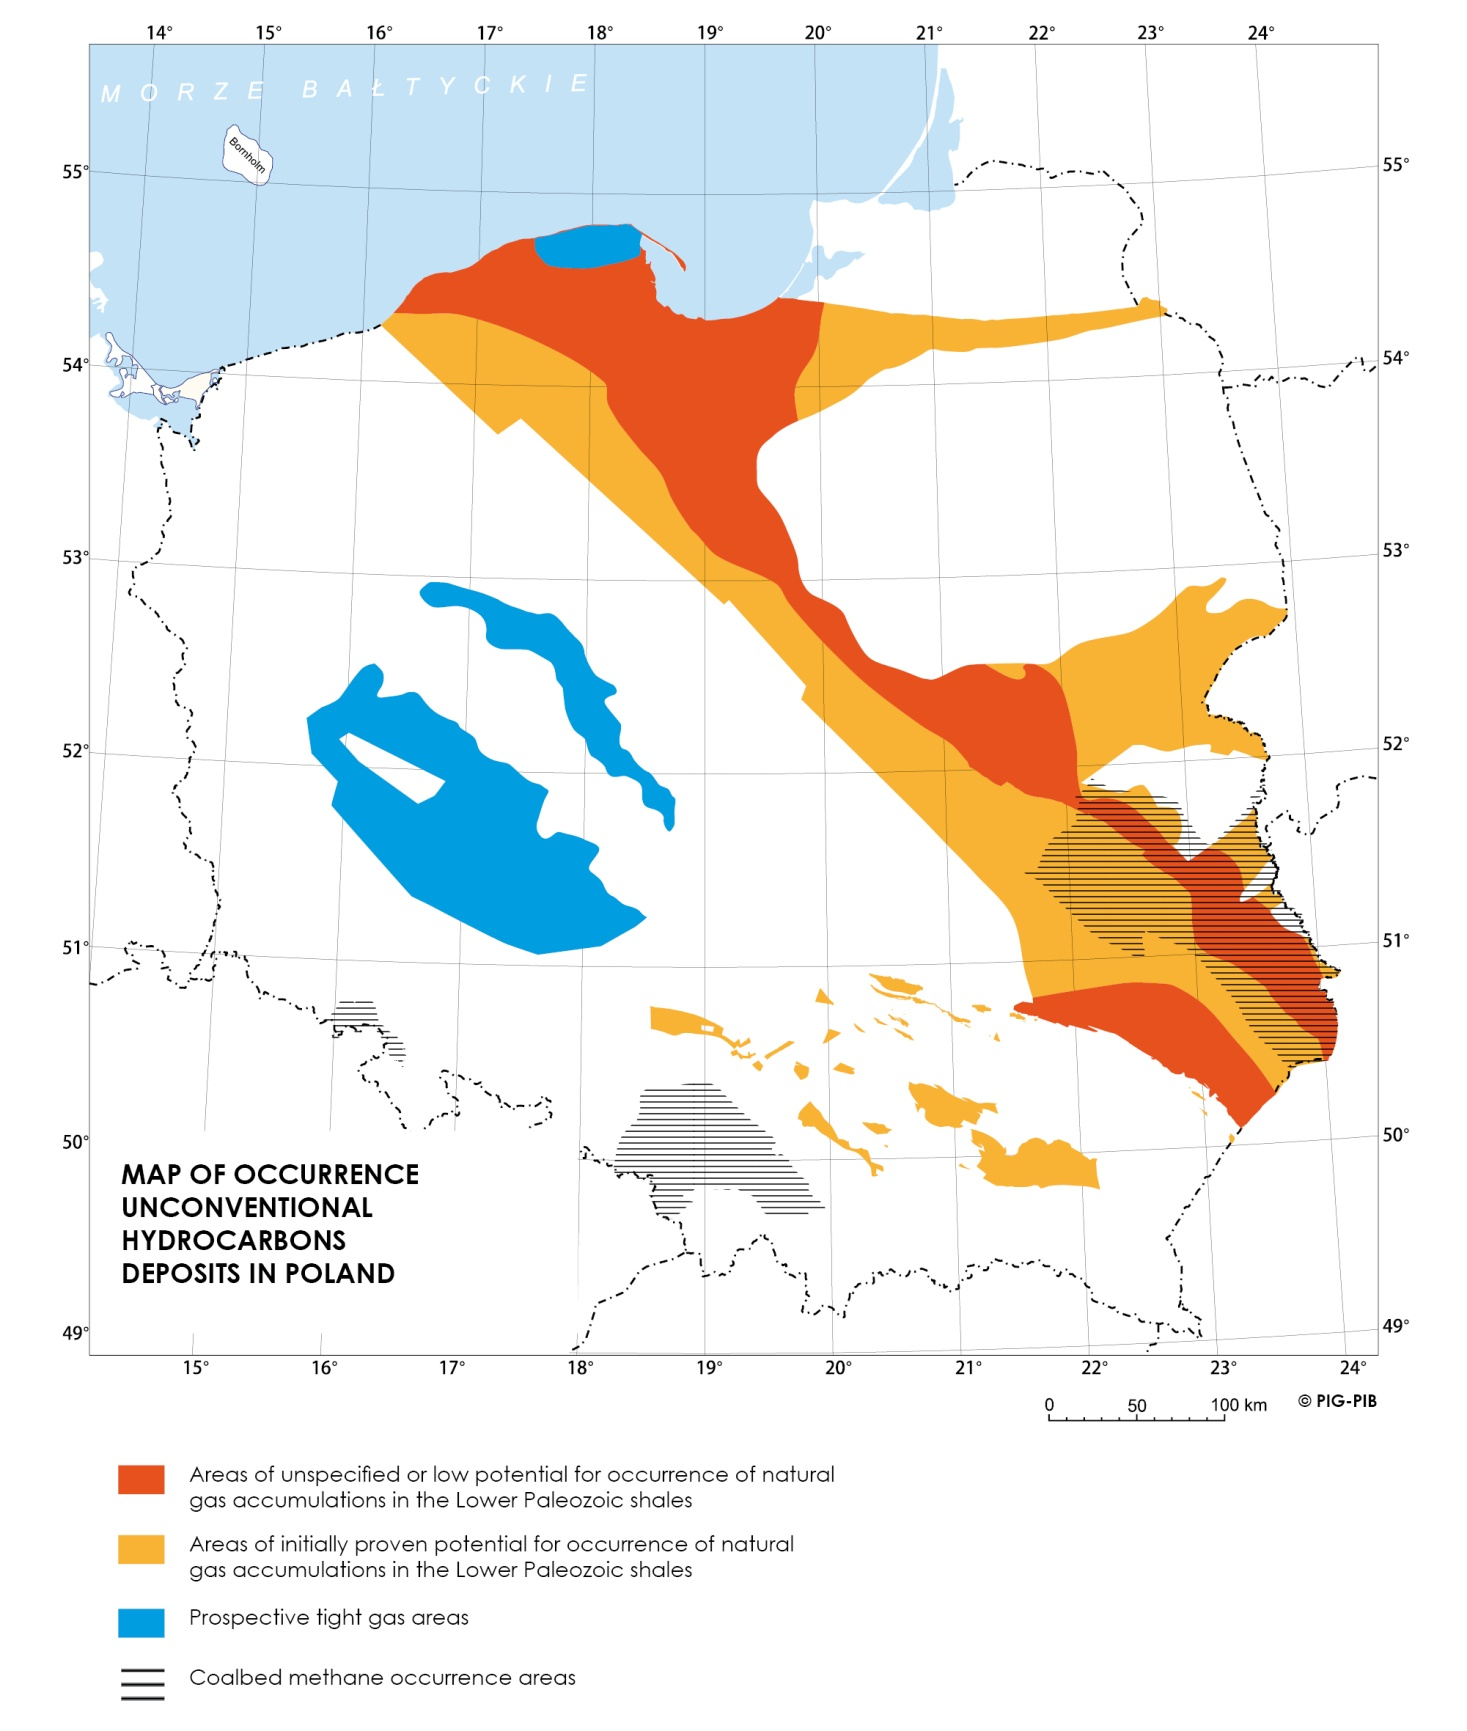 14° 15° 16° 17° 18° 19° 20° 21° 22° 23° 24°
MORZE BAŁTYCKIE
Bornholm
55° 55°
54° 54°
53° 53°
52° 52°
51° 51°
50° 50°
MAP OF OCCURRENCE
UNCONVENTIONAL
HYDROCARBONS
DEPOSITS IN POLAND
49° 49°
15° 16° 17° 18° 19° 20° 21° 22° 23° 24°
0 50 100 km
© PIG-PIB
Areas of unspecified or low potential for occurrence of natural
gas accumulations in the Lower Paleozoic shales
Areas of initially proven potential for occurrence of natural
gas accumulations in the Lower Paleozoic shales
Prospective tight gas areas
Coalbed methane occurrence areas